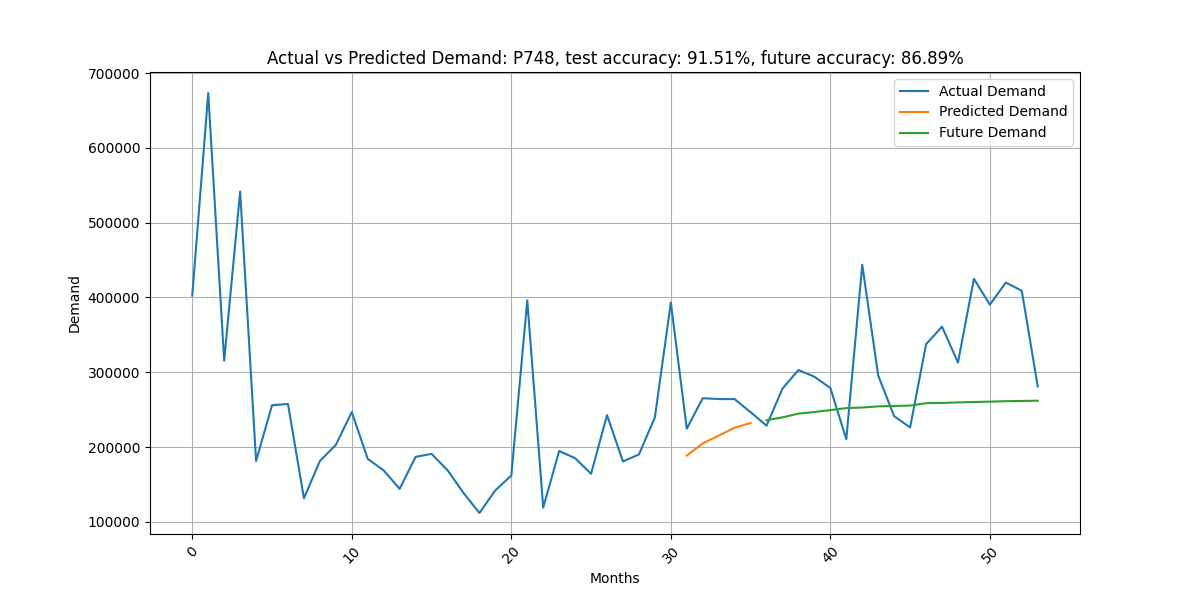 Actual vs Predicted Demand: P748, test accuracy: 91.51%, future accuracy: 86.89%
Actual Demand
Predicted Demand
Future Demand
700000
600000
500000
400000
300000
200000
100000
Demand
0
10
20
30
40
50
Months